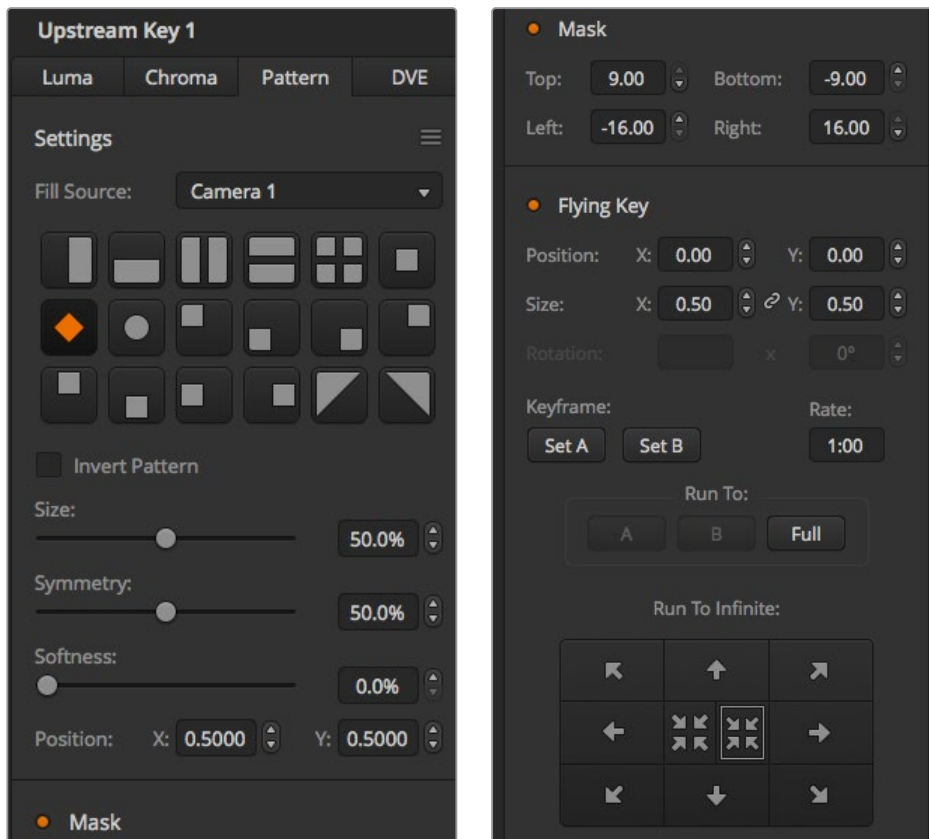 Upstream Key 1
Luma Chroma Pattern DVE
Settings
Fill Source: Camera 1
Invert Pattern
Size:
50.0%
Symmetry:
50.0%
Softness:
0.0%
Position: X: 0.5000 Y: 0.5000
Mask
Mask
Top: 9.00 Bottom: -9.00
Left: -16.00 Right: 16.00
Flying Key
Position: X: 0.00 Y: 0.00
Size: X: 0.50 Y: 0.50
Rotation: x 0°
Keyframe: Rate:
Set A Set B 1:00
Run To:
A B Full
Run To Infinite: